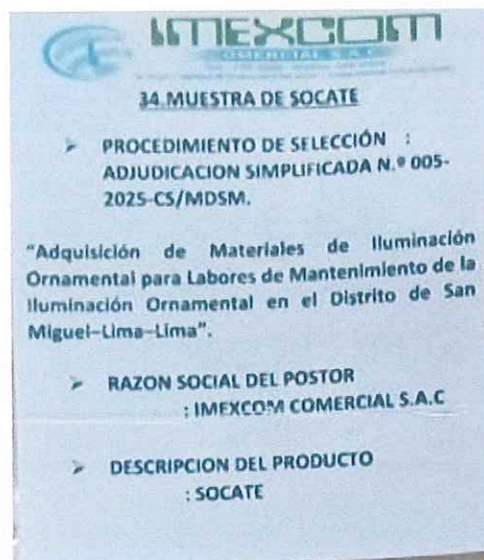 IMEXCOM
COMERCIAL S.A.C
34.MUESTRA DE SOCATE
➢ PROCEDIMIENTO DE SELECCIÓN :
ADJUDICACION SIMPLIFICADA N.º 005-
2025-CS/MDSM.
"Adquisición de Materiales de Iluminación
Ornamental para Labores de Mantenimiento de la
Iluminación Ornamental en el Distrito de San
Miguel–Lima–Lima".
➢ RAZON SOCIAL DEL POSTOR
: IMEXCOM COMERCIAL S.A.C
➢ DESCRIPCION DEL PRODUCTO
: SOCATE